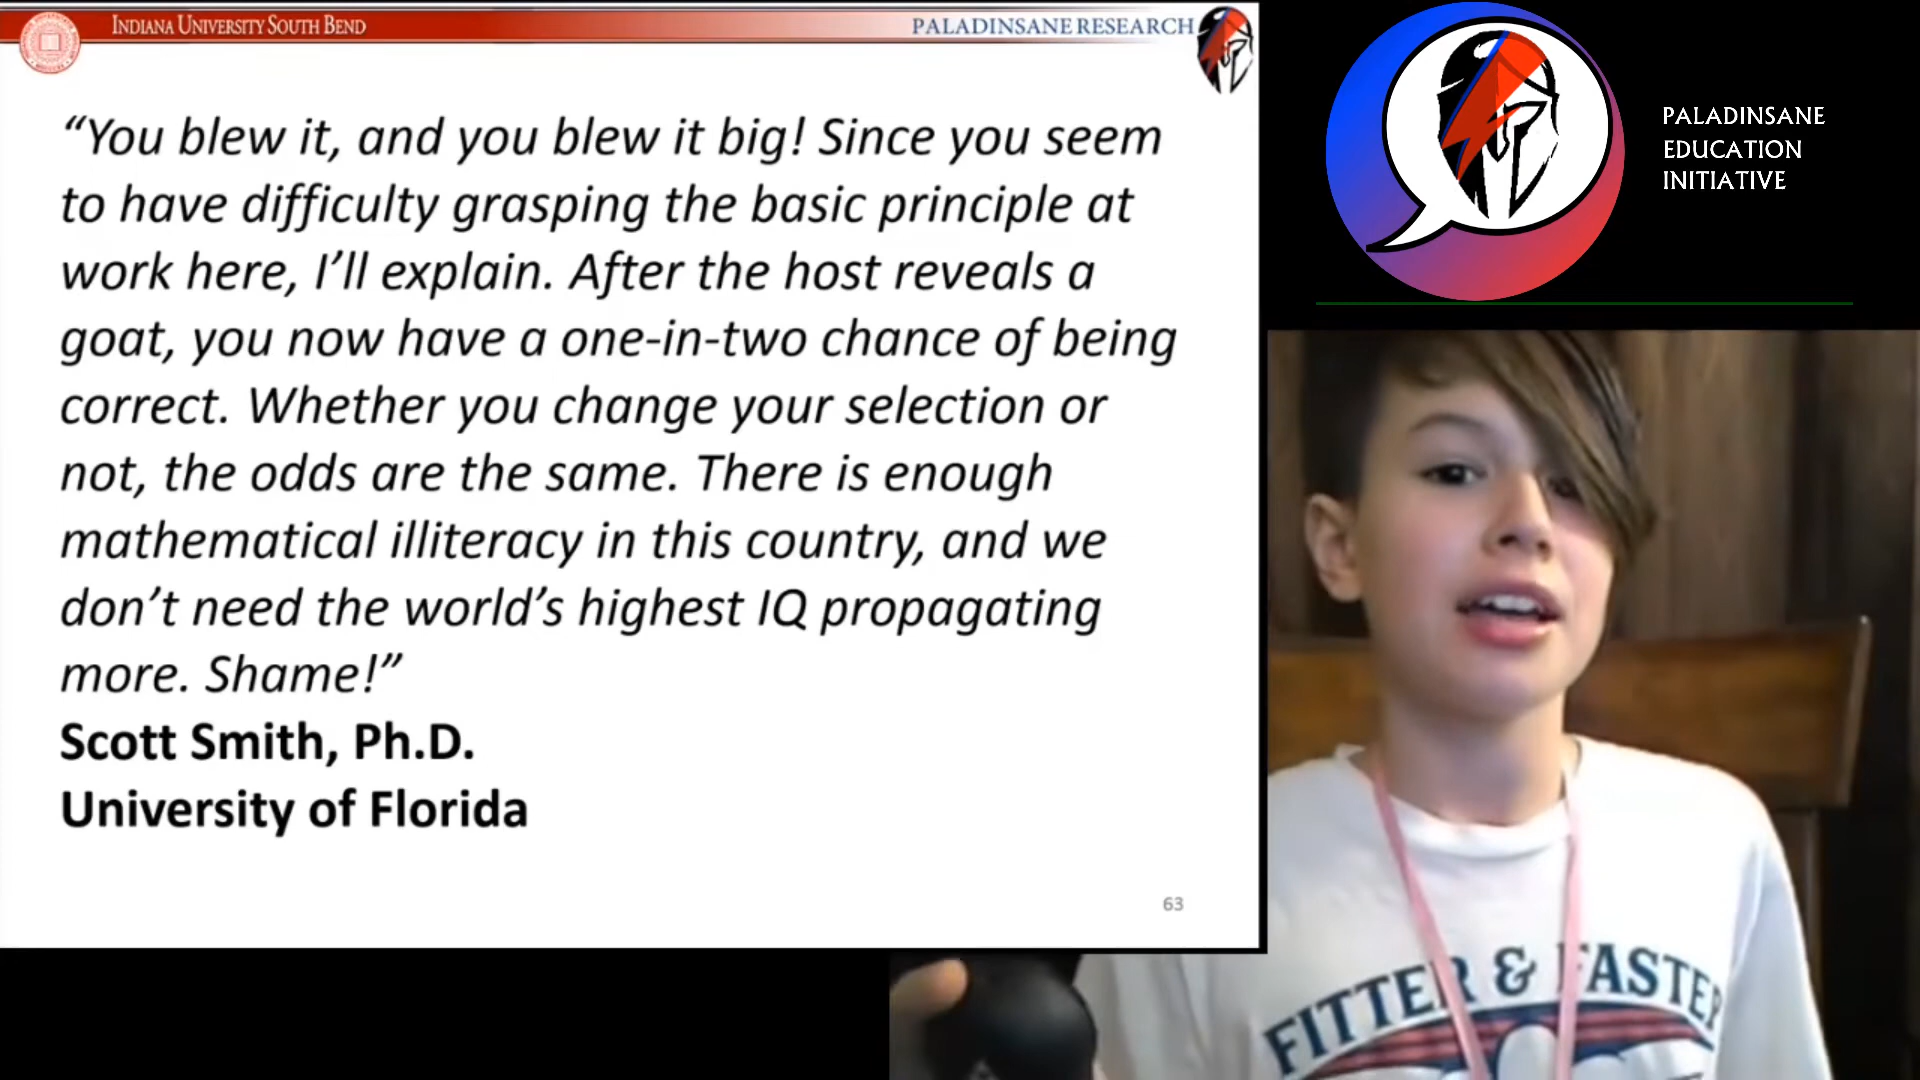 INDIANA UNIVERSITY SOUTH BEND
PALADINSANE RESEARCH
“You blew it, and you blew it big! Since you seem
to have difficulty grasping the basic principle at
work here, I’ll explain. After the host reveals a
goat, you now have a one-in-two chance of being
correct. Whether you change your selection or
not, the odds are the same. There is enough
mathematical illiteracy in this country, and we
don’t need the world’s highest IQ propagating
more. Shame!”
Scott Smith, Ph.D.
University of Florida
63
PALADINSANE
EDUCATION
INITIATIVE
FITTER & FASTER